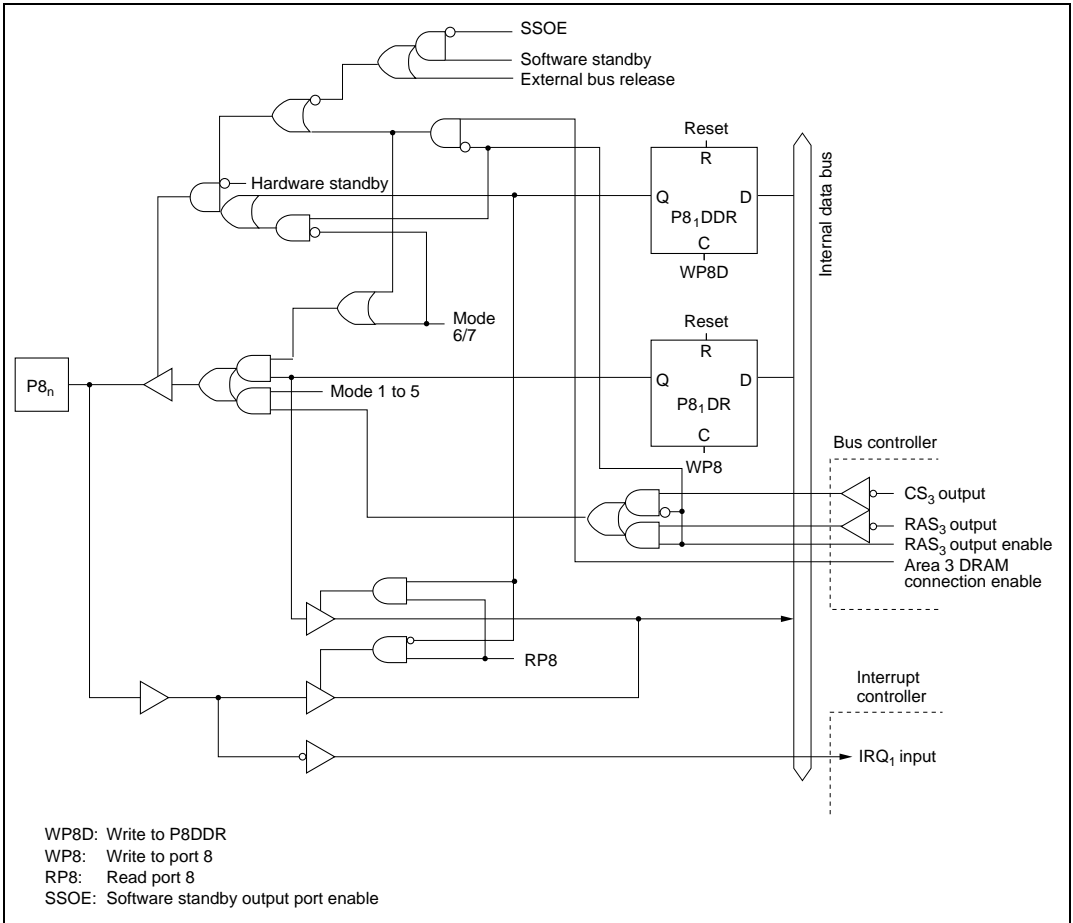 SSOE
Software standby
External bus release
Reset
R
Hardware standby
Q
D
P8₁DDR
C
WP8D
Internal data bus
Mode
6/7
Reset
R
P8ₙ
Q
D
Mode 1 to 5
P8₁DR
C
WP8
Bus controller
CS₃ output
RAS₃ output
RAS₃ output enable
Area 3 DRAM
connection enable
RP8
Interrupt
controller
IRQ₁ input
WP8D: Write to P8DDR
WP8: Write to port 8
RP8: Read port 8
SSOE: Software standby output port enable